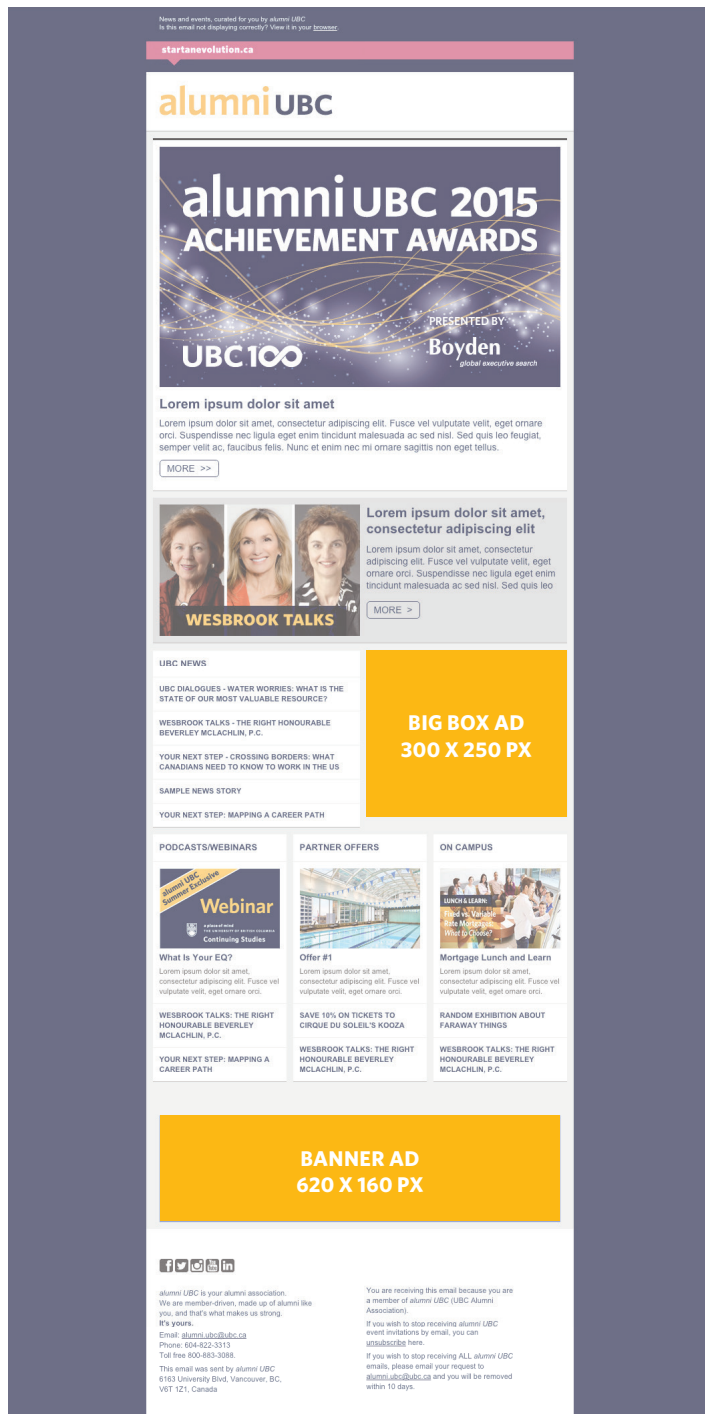 News and events, curated for you by alumni UBC
Is this email not displaying correctly? View it in your browser.
startanevolution.ca
alumni UBC
alumni UBC 2015
ACHIEVEMENT AWARDS
PRESENTED BY
UBC 100
Boyden
global executive search
Lorem ipsum dolor sit amet
Lorem ipsum dolor sit amet, consectetur adipiscing elit. Fusce vel vulputate velit, eget ornare
orci. Suspendisse nec ligula eget enim tincidunt malesuada ac sed nisl. Sed quis leo feugiat,
semper velit ac, faucibus felis. Nunc et enim nec mi ornare sagittis non eget tellus.
MORE >>
WESBROOK TALKS
Lorem ipsum dolor sit amet,
consectetur adipiscing elit
Lorem ipsum dolor sit amet, consectetur
adipiscing elit. Fusce vel vulputate velit, eget
ornare orci. Suspendisse nec ligula eget enim
tincidunt malesuada ac sed nisl. Sed quis leo
MORE >
UBC NEWS
UBC DIALOGUES - WATER WORRIES: WHAT IS THE
STATE OF OUR MOST VALUABLE RESOURCE?
WESBROOK TALKS - THE RIGHT HONOURABLE
BEVERLEY MCLACHLIN, P.C.
YOUR NEXT STEP - CROSSING BORDERS: WHAT
CANADIANS NEED TO KNOW TO WORK IN THE US
SAMPLE NEWS STORY
YOUR NEXT STEP: MAPPING A CAREER PATH
BIG BOX AD
300 X 250 PX
PODCASTS/WEBINARS
alumni UBC
Summer Exclusive
Webinar
a place of mind
THE UNIVERSITY OF BRITISH COLUMBIA
Continuing Studies
What Is Your EQ?
Lorem ipsum dolor sit amet,
consectetur adipiscing elit. Fusce vel
vulputate velit, eget ornare orci.
WESBROOK TALKS: THE RIGHT
HONOURABLE BEVERLEY
MCLACHLIN, P.C.
YOUR NEXT STEP: MAPPING A
CAREER PATH
PARTNER OFFERS
Offer #1
Lorem ipsum dolor sit amet,
consectetur adipiscing elit. Fusce vel
vulputate velit, eget ornare orci.
SAVE 10% ON TICKETS TO
CIRQUE DU SOLEIL'S KOOZA
WESBROOK TALKS: THE RIGHT
HONOURABLE BEVERLEY
MCLACHLIN, P.C.
ON CAMPUS
LUNCH & LEARN:
Fixed vs. Variable
Rate Mortgages:
What to Choose?
Mortgage Lunch and Learn
Lorem ipsum dolor sit amet,
consectetur adipiscing elit. Fusce vel
vulputate velit, eget ornare orci.
RANDOM EXHIBITION ABOUT
FARAWAY THINGS
WESBROOK TALKS: THE RIGHT
HONOURABLE BEVERLEY
MCLACHLIN, P.C.
BANNER AD
620 X 160 PX
alumni UBC is your alumni association.
We are member-driven, made up of alumni like
you, and that's what makes us strong.
It's yours.
Email: alumni.ubc@ubc.ca
Phone: 604-822-3313
Toll free 800-883-3088.
This email was sent by alumni UBC
6163 University Blvd, Vancouver, BC,
V6T 1Z1, Canada
You are receiving this email because you are
a member of alumni UBC (UBC Alumni
Association).
If you wish to stop receiving alumni UBC
event invitations by email, you can
unsubscribe here.
If you wish to stop receiving ALL alumni UBC
emails, please email your request to
alumni.ubc@ubc.ca and you will be removed
within 10 days.